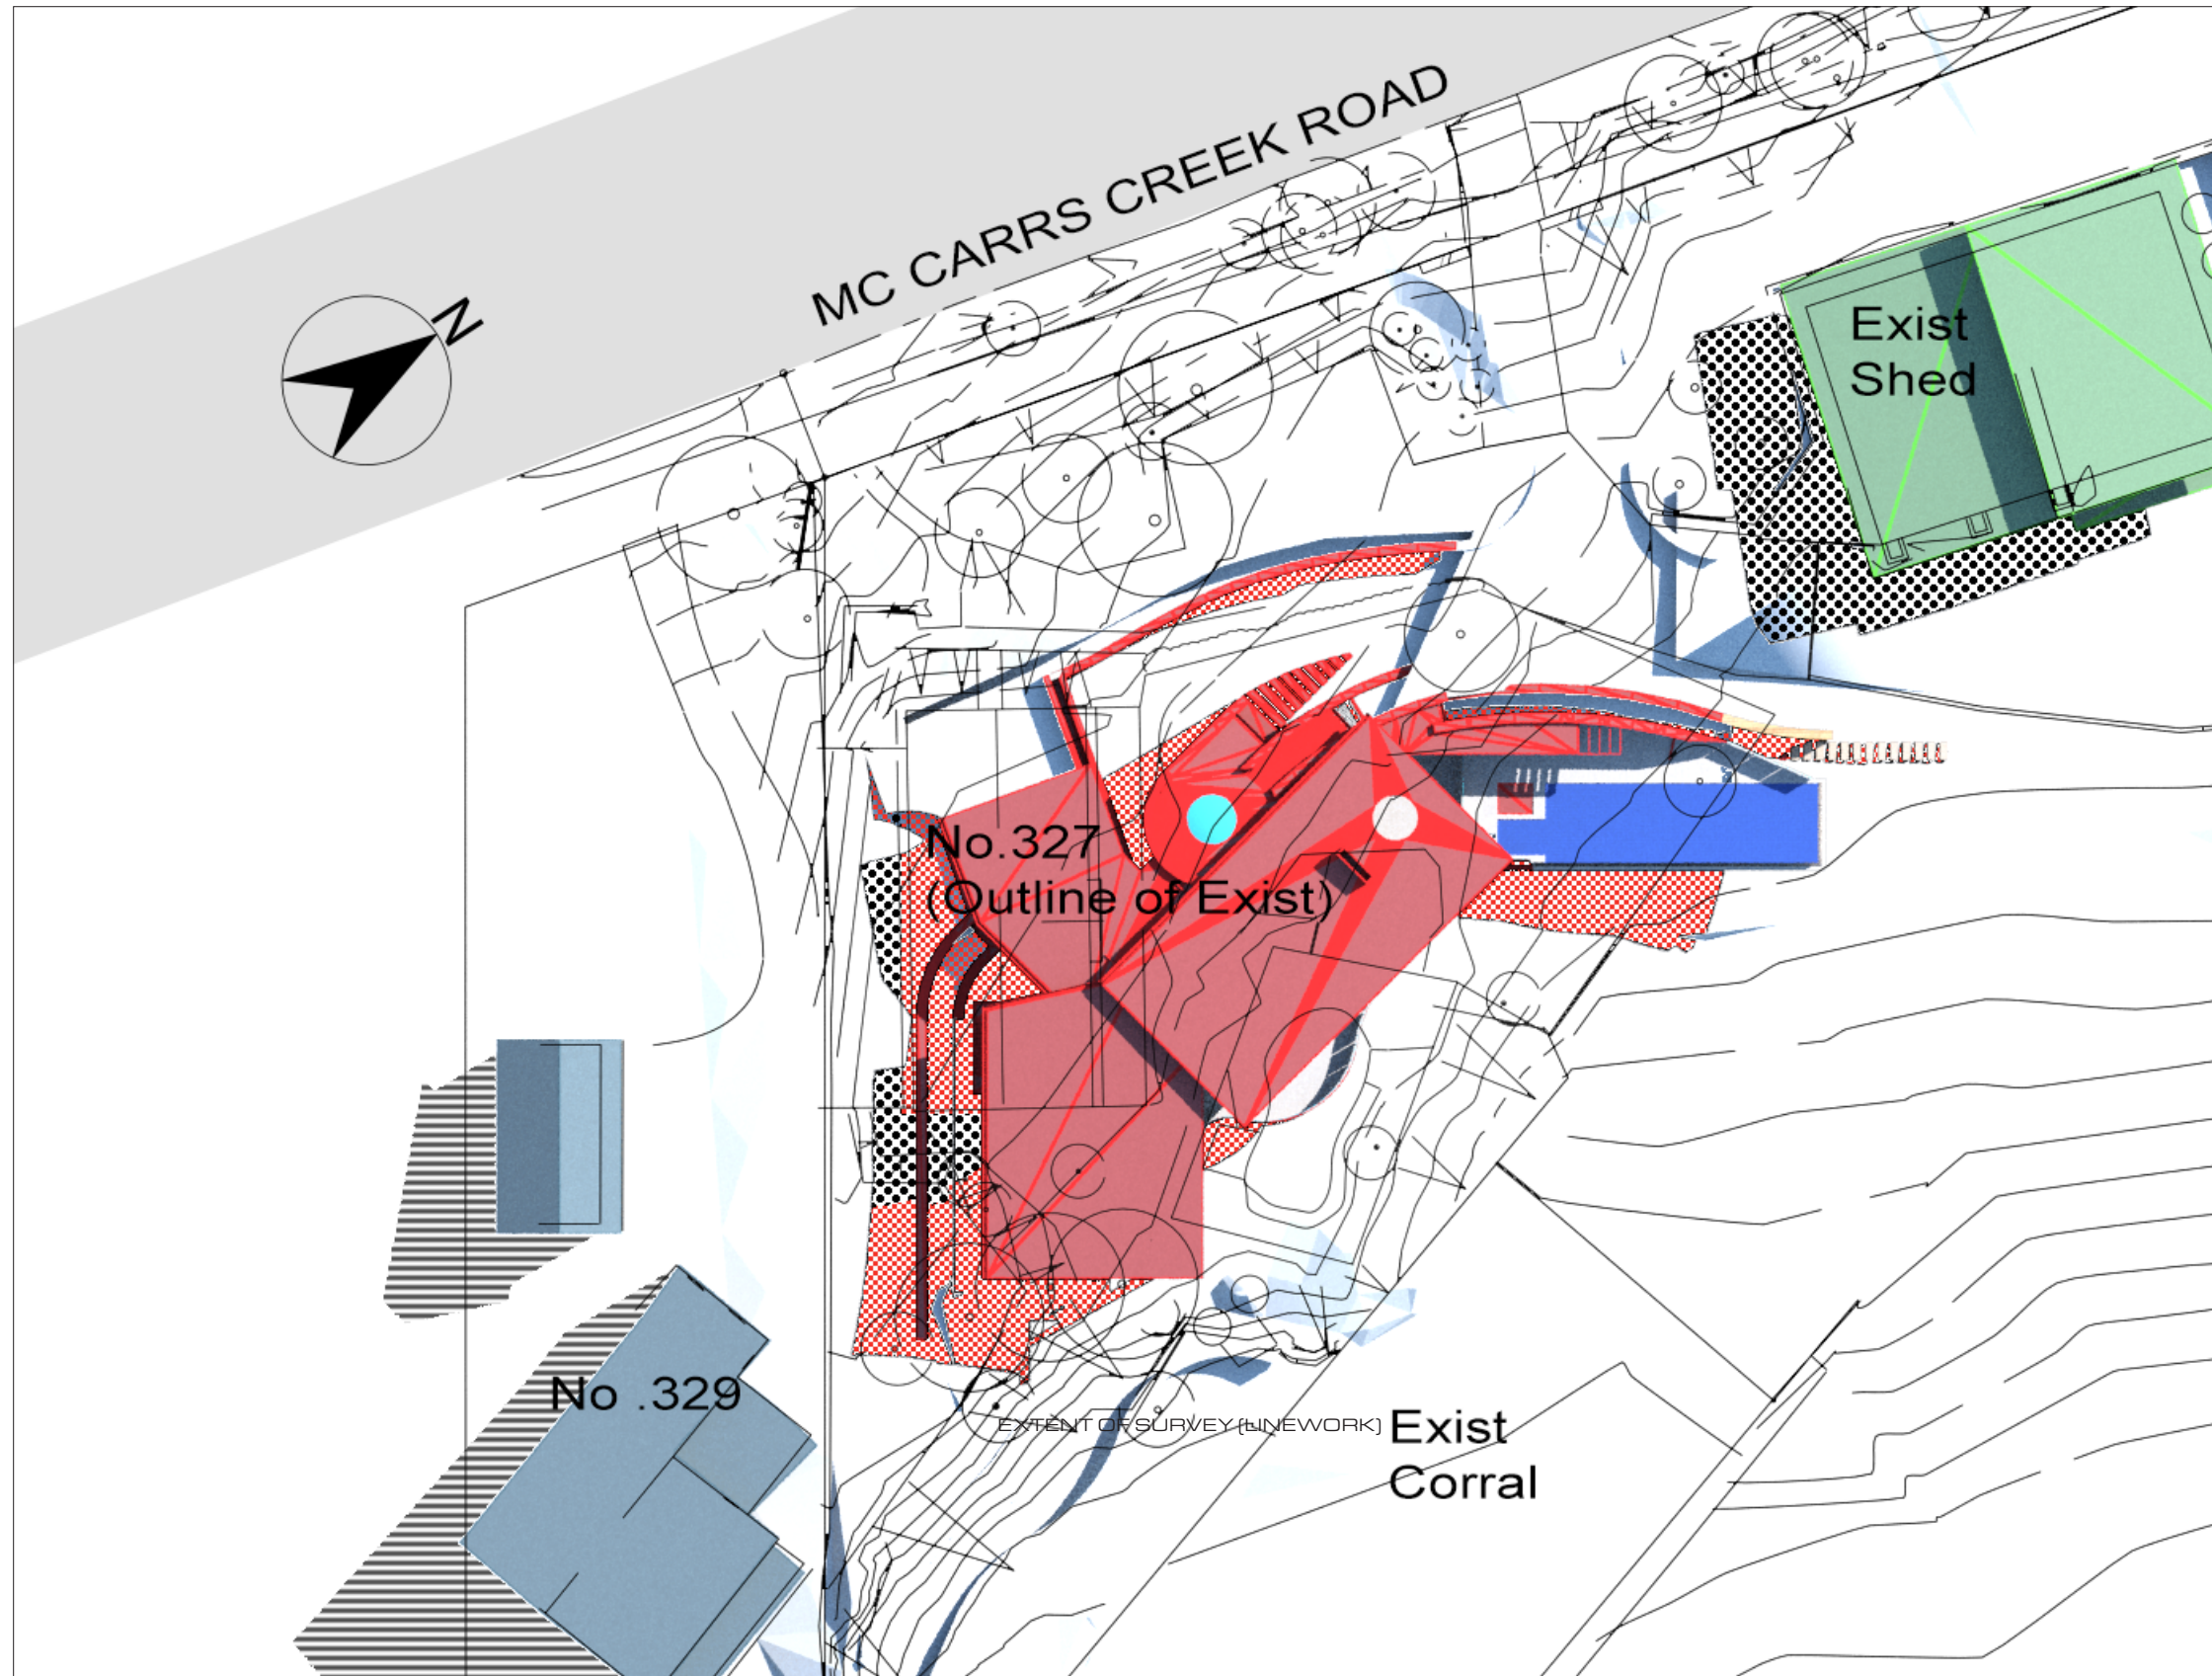 MC CARRS CREEK ROAD
N
Exist
Shed
No.327
(Outline of Exist)
No .329
EXTENT OF SURVEY (LINEWORK)
Exist
Corral